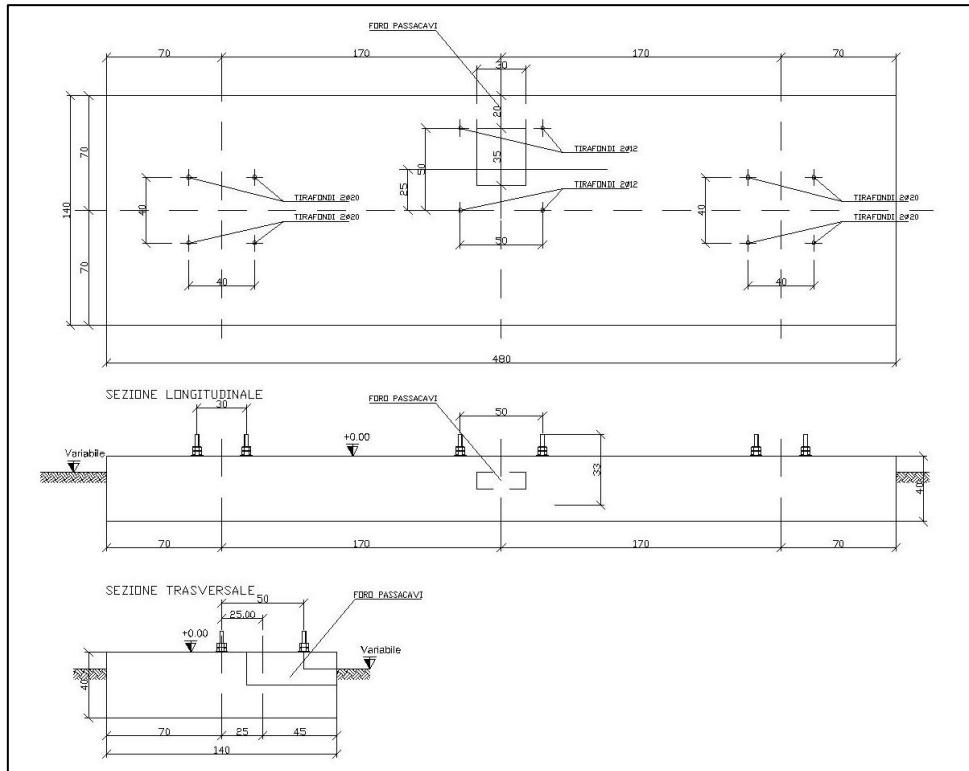 FORO PASSACAVI
70 170 170 70
30
20
70
50
35
TIRAFONDI 2Ø12
25
TIRAFONDI 2Ø12
140
40
TIRAFONDI 2Ø20
TIRAFONDI 2Ø20
40
TIRAFONDI 2Ø20
TIRAFONDI 2Ø20
50
70
40
40
480
SEZIONE LONGITUDINALE
FORO PASSACAVI
30
50
+0.00
Variabile
33
40
70 170 170 70
SEZIONE TRASVERSALE
FORO PASSACAVI
50
25.00
+0.00
Variabile
40
70 25 45
140